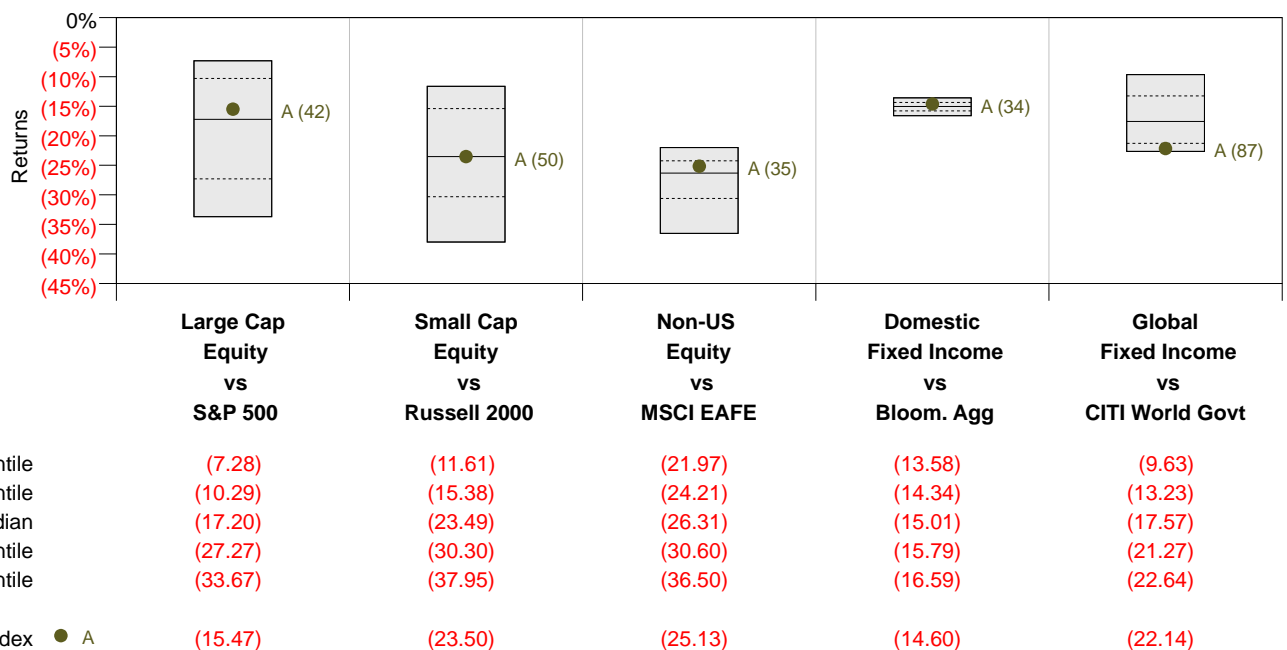 0%
(5%)
(10%)
(15%)
(20%)
(25%)
(30%)
(35%)
(40%)
(45%)
Returns
A (42)
A (50)
A (35)
A (34)
A (87)
Large Cap
Equity
vs
S&P 500
Small Cap
Equity
vs
Russell 2000
Non-US
Equity
vs
MSCI EAFE
Domestic
Fixed Income
vs
Bloom. Agg
Global
Fixed Income
vs
CITI World Govt
ntile (7.28) (11.61) (21.97) (13.58) (9.63)
ntile (10.29) (15.38) (24.21) (14.34) (13.23)
dian (17.20) (23.49) (26.31) (15.01) (17.57)
ntile (27.27) (30.30) (30.60) (15.79) (21.27)
ntile (33.67) (37.95) (36.50) (16.59) (22.64)
dex A (15.47) (23.50) (25.13) (14.60) (22.14)